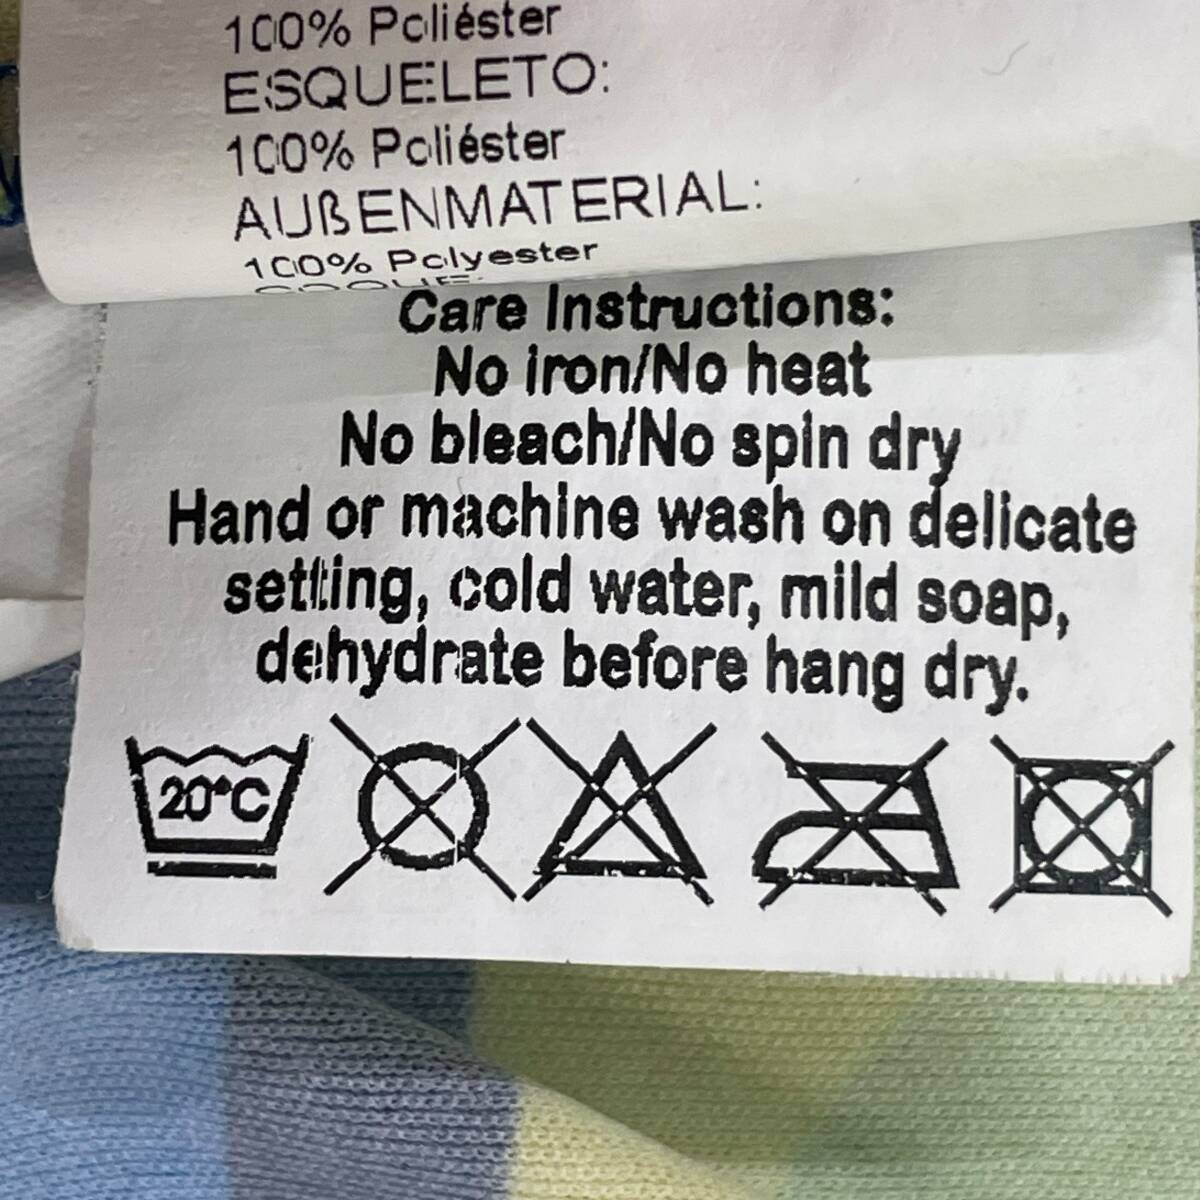 100% Poliéster
ESQUELETO:
100% Poliéster
AUßENMATERIAL:
100% Polyester
Care Instructions:
No iron/No heat
No bleach/No spin dry
Hand or machine wash on delicate
setting, cold water, mild soap,
dehydrate before hang dry.
20°C